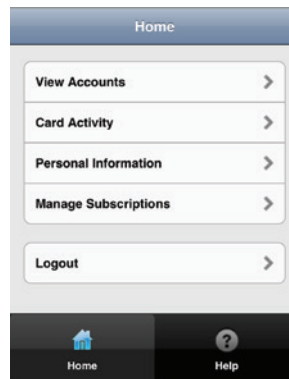 Home
View Accounts
Card Activity
Personal Information
Manage Subscriptions
Logout
Home
Help